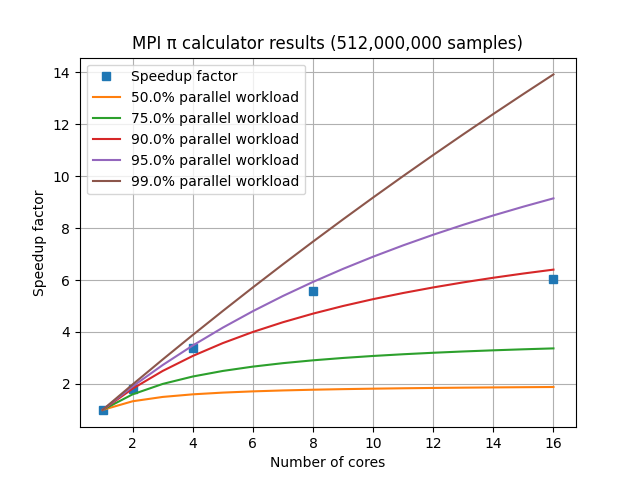 MPI π calculator results (512,000,000 samples)
Speedup factor
50.0% parallel workload
75.0% parallel workload
90.0% parallel workload
95.0% parallel workload
99.0% parallel workload
14
12
10
8
6
4
2
Speedup factor
2 4 6 8 10 12 14 16
Number of cores